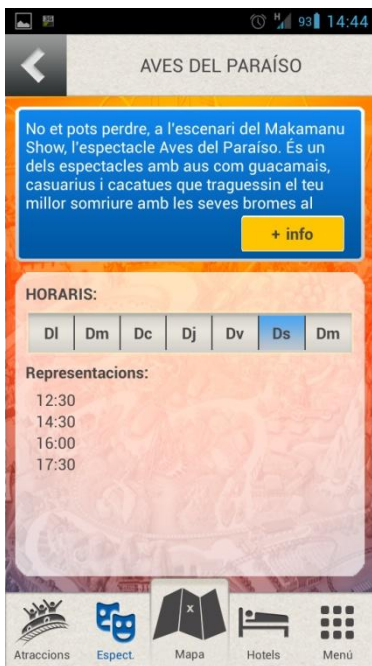 H 93 14:44
AVES DEL PARAÍSO
No et pots perdre, a l'escenari del Makamanu
Show, l'espectacle Aves del Paraíso. És un
dels espectacles amb aus com guacamais,
casuarius i cacatues que traguessin el teu
millor somriure amb les seves bromes al
+ info
HORARIS:
Dl Dm Dc Dj Dv Ds Dm
Representacions:
12:30
14:30
16:00
17:30
x
Atraccions Espect. Mapa Hotels Menú